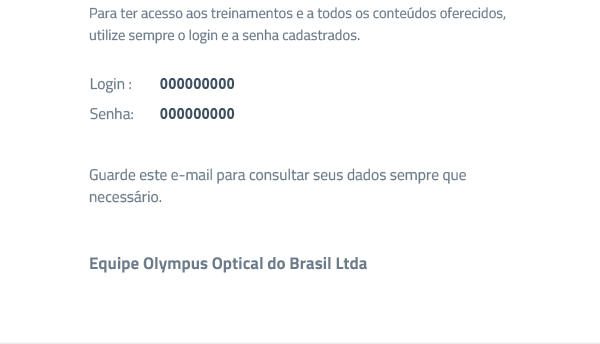 Para ter acesso aos treinamentos e a todos os conteúdos oferecidos,
utilize sempre o login e a senha cadastrados.
Login : 000000000
Senha: 000000000
Guarde este e-mail para consultar seus dados sempre que
necessário.
Equipe Olympus Optical do Brasil Ltda